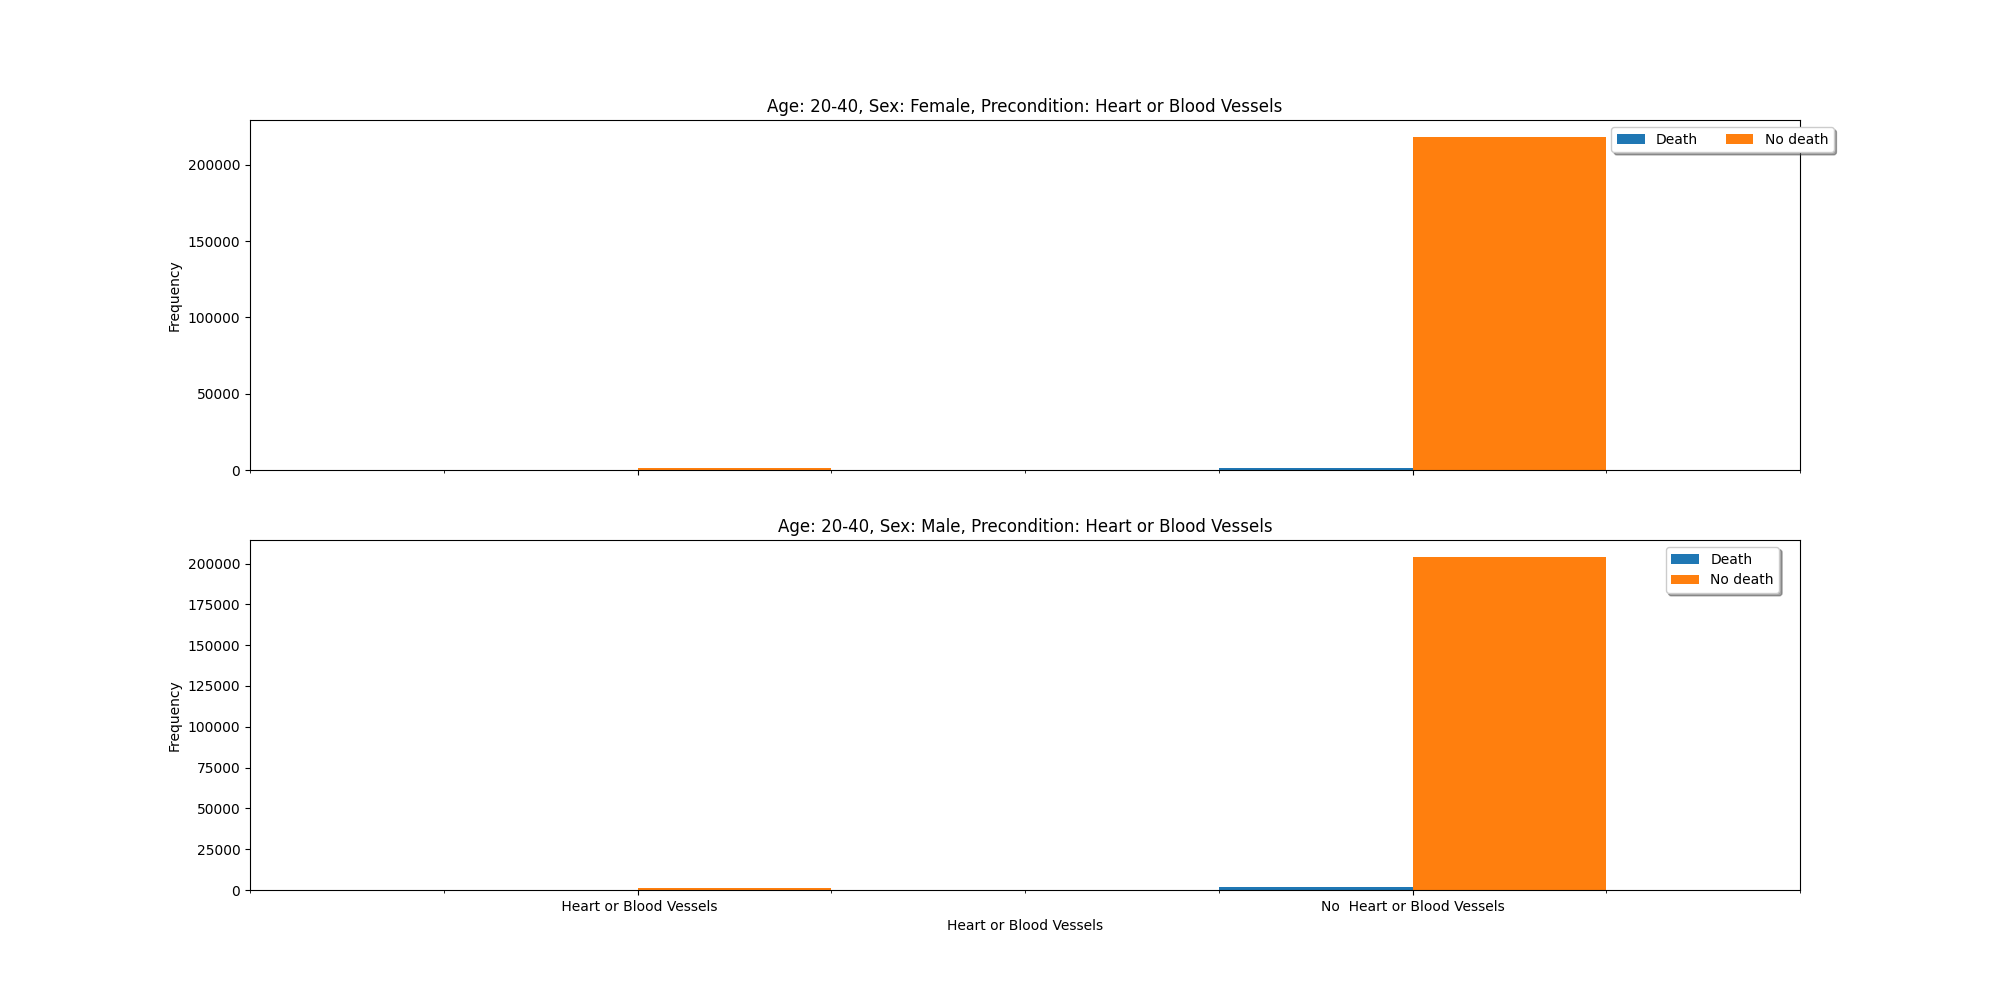 Age: 20-40, Sex: Female, Precondition: Heart or Blood Vessels
Death No death
200000
150000
100000
50000
0
Frequency
Age: 20-40, Sex: Male, Precondition: Heart or Blood Vessels
Death
No death
200000
175000
150000
125000
100000
75000
50000
25000
0
Frequency
Heart or Blood Vessels No  Heart or Blood Vessels
Heart or Blood Vessels